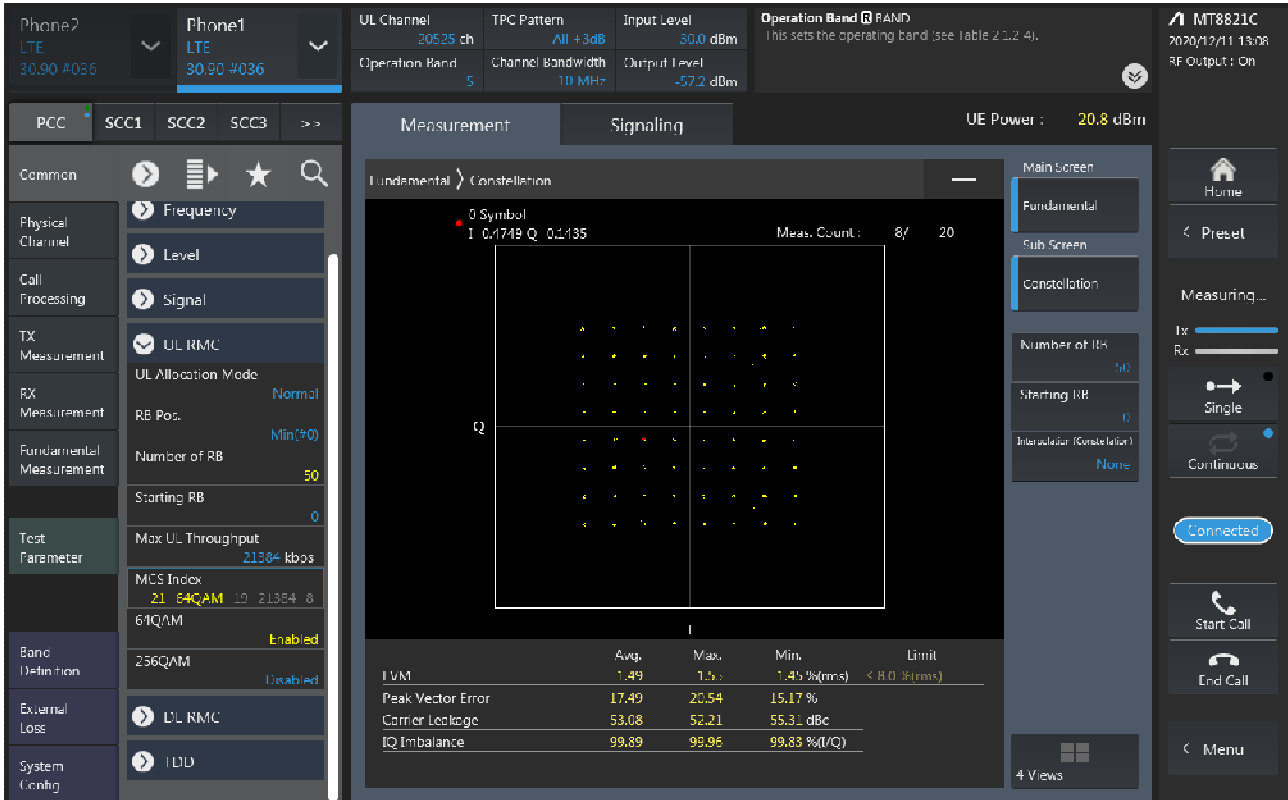 Phone2
LTE
30.90 #036
Phone1
LTE
30.90 #036
UL Channel
20525 ch
TPC Pattern
All +3dB
Input Level
30.0 dBm
Operation Band
5
Channel Bandwidth
10 MHz
Output Level
-57.2 dBm
Operation Band R BAND
This sets the operating band (see Table 2.1.2-4).
MT8821C
2020/12/11 13:08
RF Output : On
PCC
SCC1
SCC2
SCC3
>>
Measurement
Signaling
UE Power :
20.8 dBm
Common
Physical
Channel
Call
Processing
TX
Measurement
RX
Measurement
Fundamental
Measurement
Test
Parameter
Band
Definition
External
Loss
System
Config
Frequency
Level
Signal
UL RMC
UL Allocation Mode
Normal
RB Pos.
Min(#0)
Number of RB
50
Starting RB
0
Max UL Throughput
21384 kbps
MCS Index
21 64QAM 19 21384 8
64QAM
Enabled
256QAM
Disabled
DL RMC
TDD
Fundamental > Constellation
0 Symbol
I -0.4749 Q -0.1435
Meas. Count : 8/ 20
Q
I
Avg. Max. Min. Limit
EVM 1.49 1.45 %(rms) < 8.0 %(rms)
Peak Vector Error 17.49 20.54 15.17 %
Carrier Leakage -53.08 -52.21 -55.31 dBc
IQ Imbalance 99.89 99.96 99.83 %(I/Q)
Main Screen
Fundamental
Sub Screen
Constellation
Number of RB
50
Starting RB
0
Interpolation (Constellation)
None
4 Views
Home
< Preset
Measuring...
Tx
Rx
Single
Continuous
Connected
Start Call
End Call
< Menu